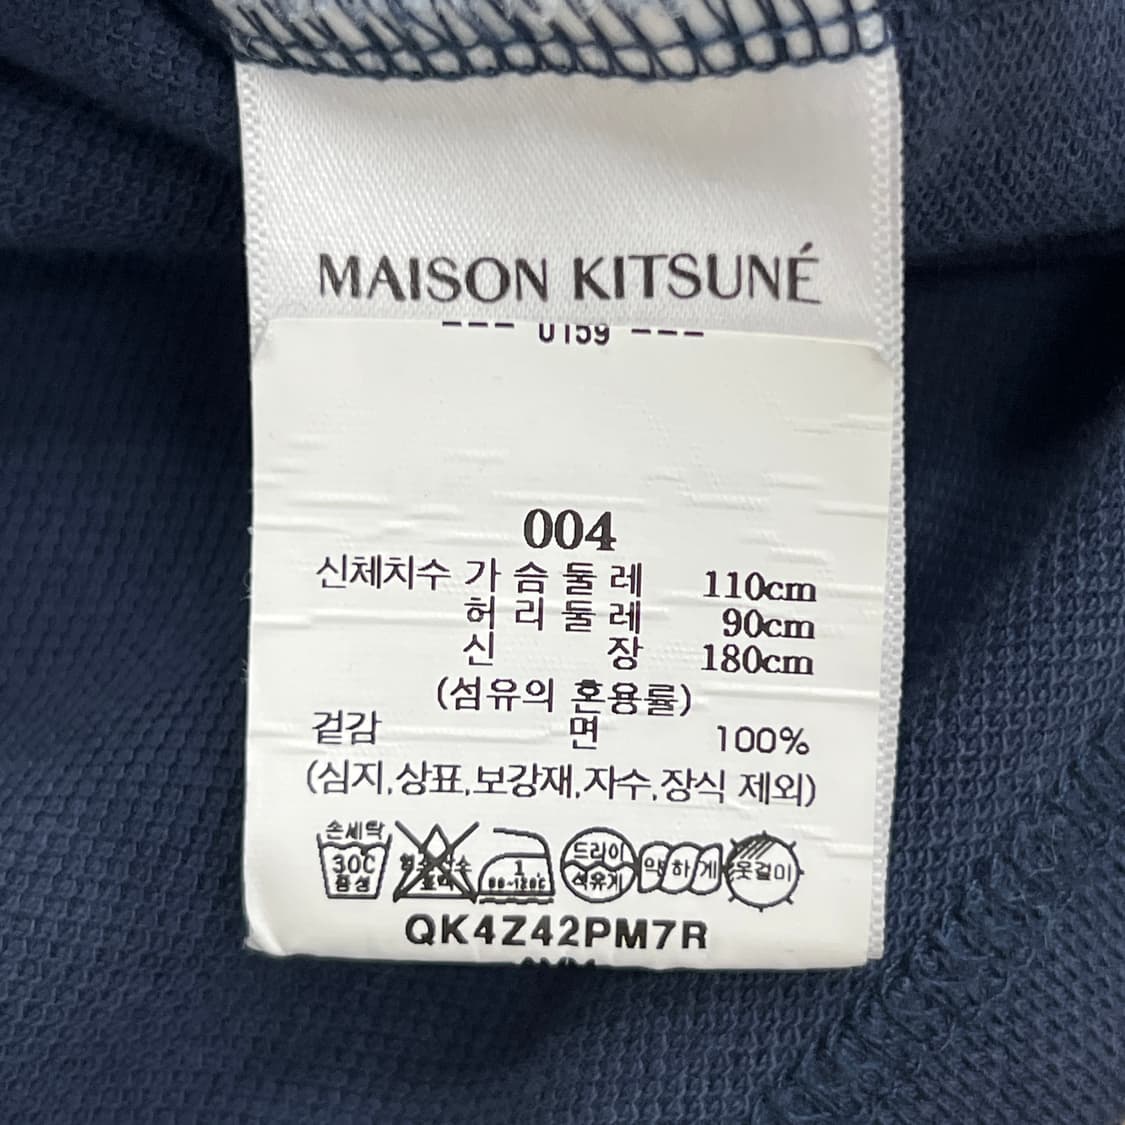 MAISON KITSUNÉ
--- 0159 ---
004
신체치수 가 슴 둘 레 110cm
허 리 둘 레 90cm
신 장 180cm
(섬유의 혼용률)
겉감 면 100%
(심지,상표,보강재,자수,장식 제외)
손세탁
30℃
중성
1
80~120℃
드라이
석유계
약하게
옷걸이
QK4Z42PM7R